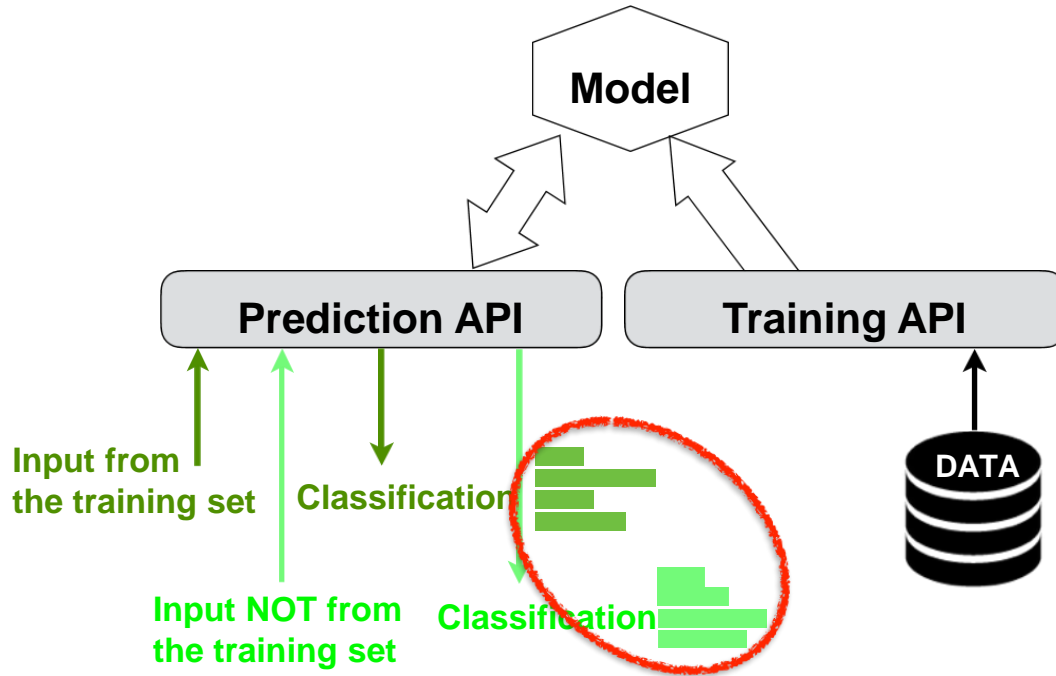 Model
Prediction API
Training API
Input from
the training set
Classification
DATA
Input NOT from
the training set
Classification